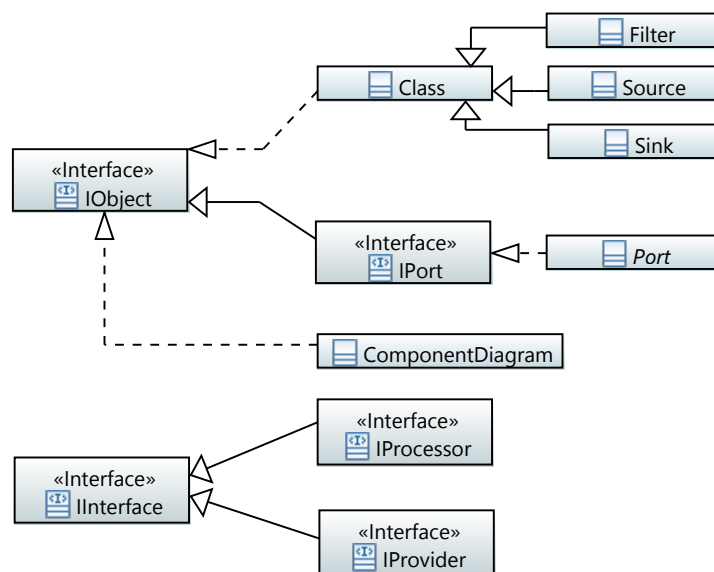 Filter
Class
Source
Sink
«Interface»
IObject
«Interface»
IPort
Port
ComponentDiagram
«Interface»
IProcessor
«Interface»
IInterface
«Interface»
IProvider